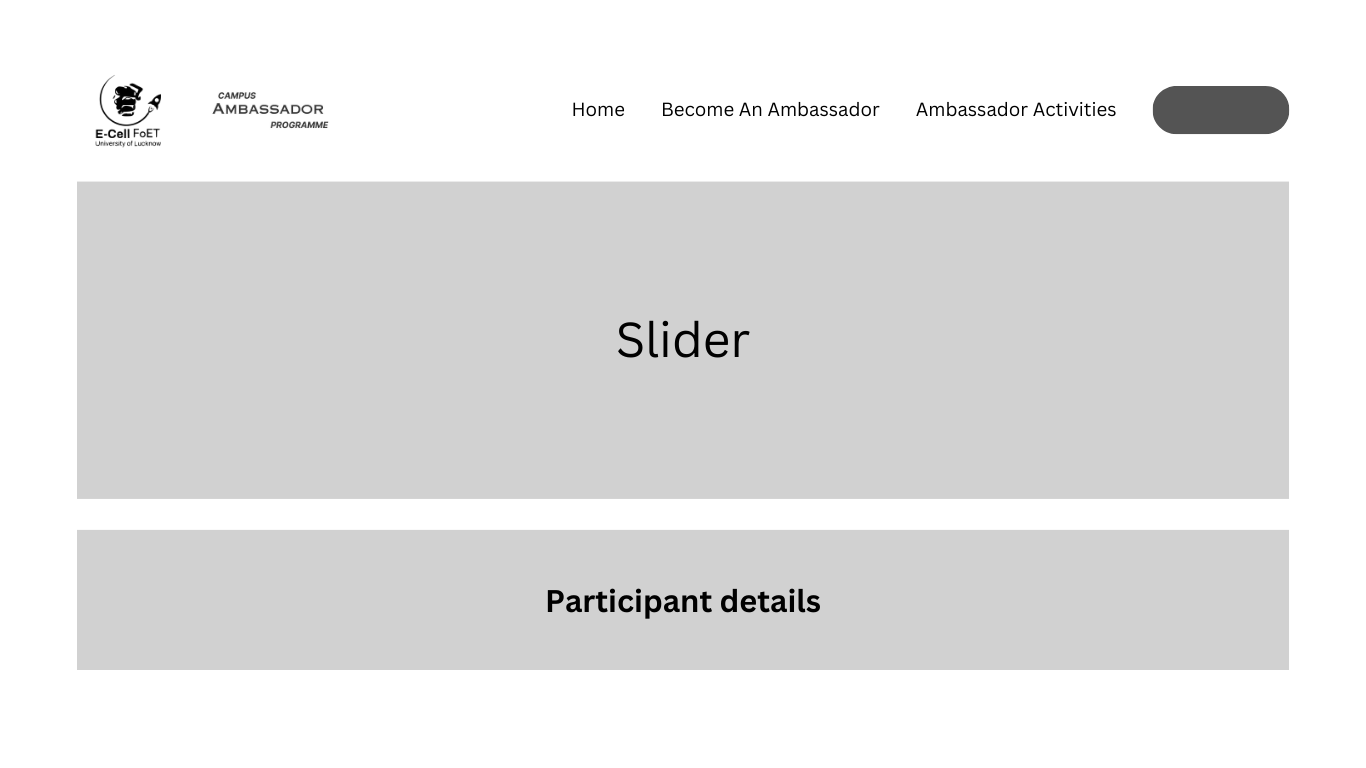 E-Cell FoET
University of Lucknow
CAMPUS
AMBASSADOR
PROGRAMME
Home
Become An Ambassador
Ambassador Activities
Slider
Participant details